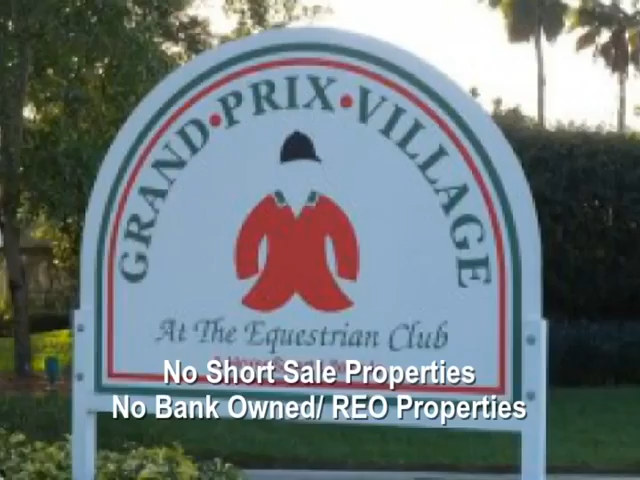 GRAND•PRIX•VILLAGE
At The Equestrian Club
No Short Sale Properties
No Bank Owned/ REO Properties